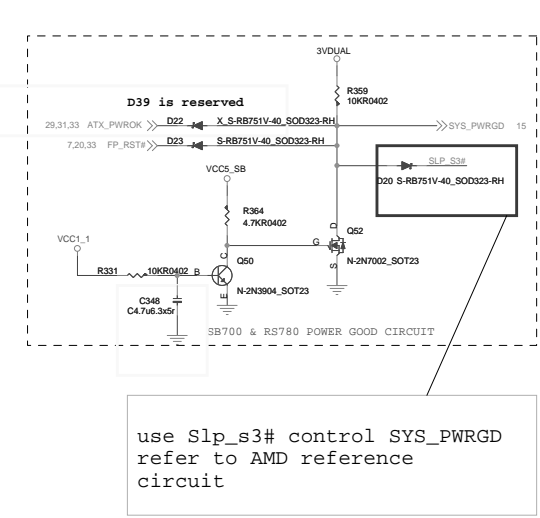 3VDUAL
R359
10KR0402
D39 is reserved
29,31,33 ATX_PWROK D22 X_S-RB751V-40_SOD323-RH SYS_PWRGD 15
7,20,33 FP_RST# D23 S-RB751V-40_SOD323-RH
SLP_S3#
D20 S-RB751V-40_SOD323-RH
VCC5_SB
R364
4.7KR0402
D
Q52
VCC1_1
G
C
Q50
S
N-2N7002_SOT23
R331 10KR0402 B
N-2N3904_SOT23
E
C348
C4.7u6.3x5r
SB700 & RS780 POWER GOOD CIRCUIT
use Slp_s3# control SYS_PWRGD
refer to AMD reference
circuit